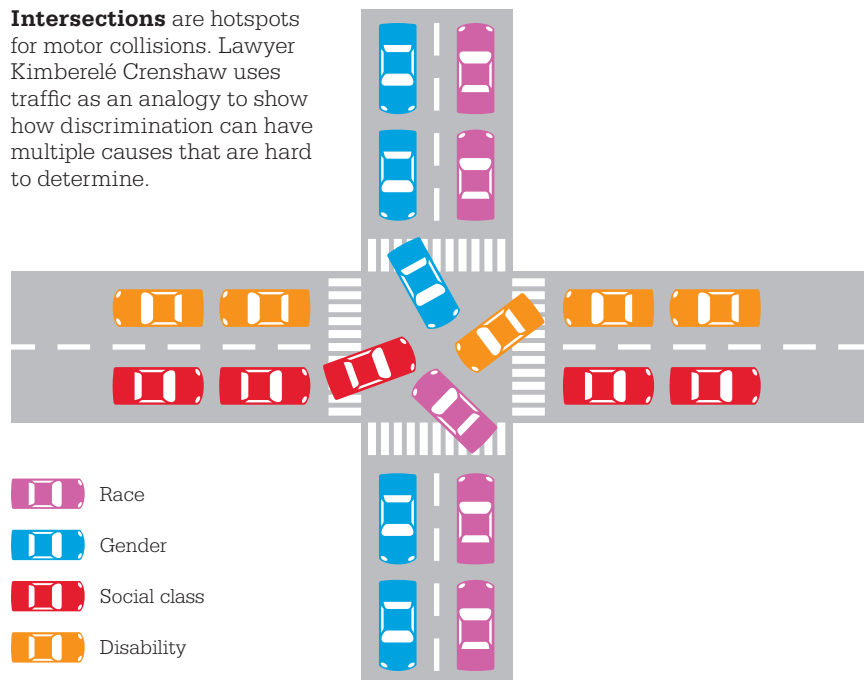 Intersections are hotspots
for motor collisions. Lawyer
Kimberelé Crenshaw uses
traffic as an analogy to show
how discrimination can have
multiple causes that are hard
to determine.
Race
Gender
Social class
Disability